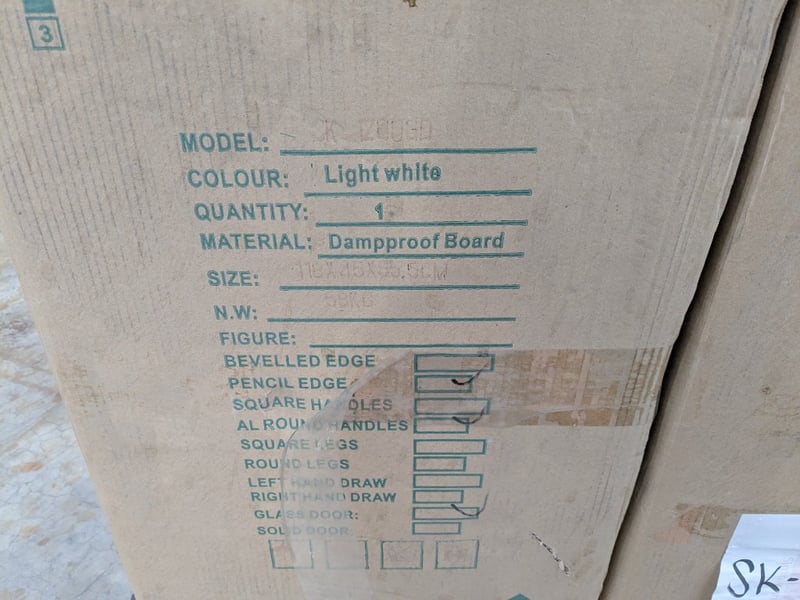 3
MODEL:
COLOUR: Light white
QUANTITY: 1
MATERIAL: Dampproof Board
SIZE:
N.W: 58KG
FIGURE:
BEVELLED EDGE
PENCIL EDGE
SQUARE HANDLES
AL ROUND HANDLES
SQUARE LEGS
ROUND LEGS
LEFT HAND DRAW
RIGHT HAND DRAW
GLASS DOOR:
SOLID DOOR:
SK-